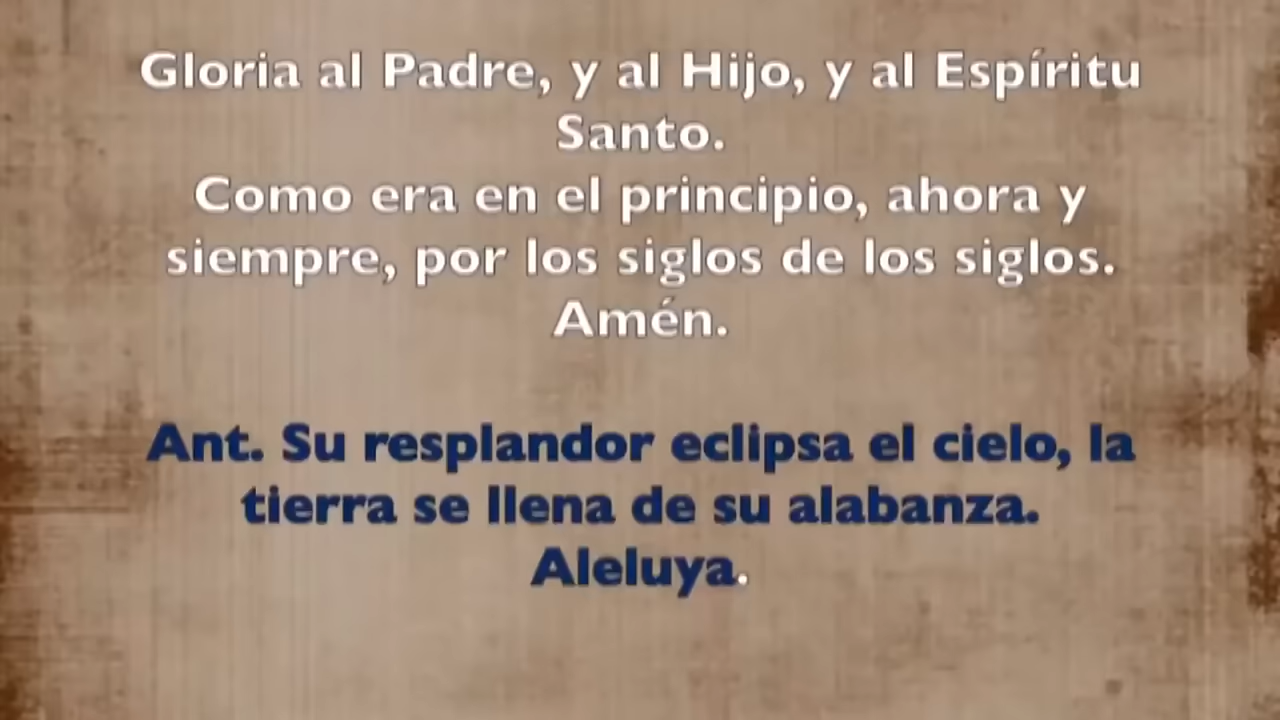 Gloria al Padre, y al Hijo, y al Espíritu
Santo.
Como era en el principio, ahora y
siempre, por los siglos de los siglos.
Amén.
Ant. Su resplandor eclipsa el cielo, la
tierra se llena de su alabanza.
Aleluya.